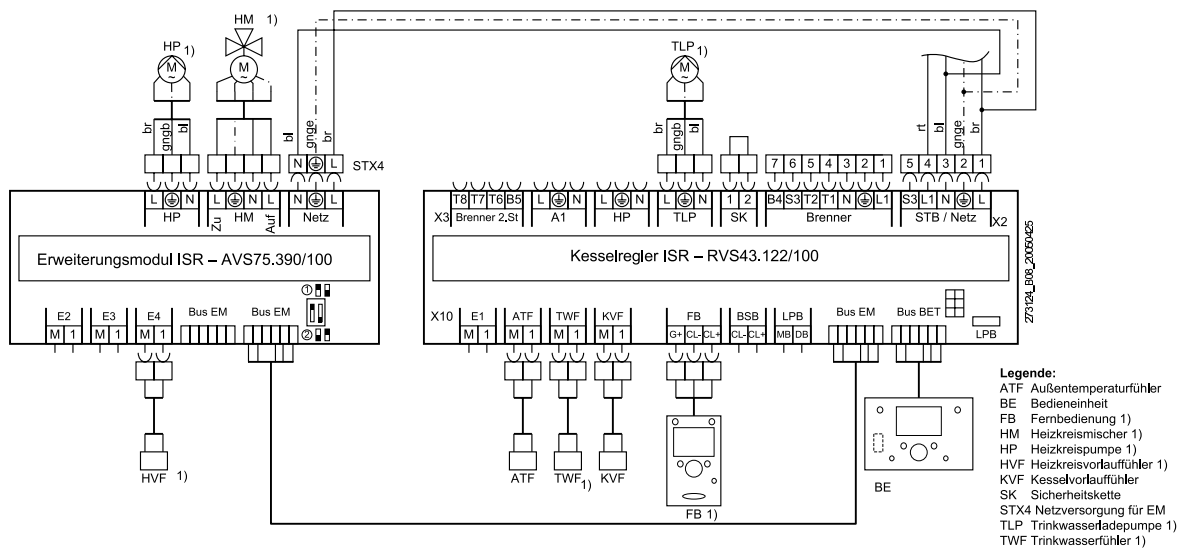 HM 1)
HP 1)
TLP 1)
M
~
M
~
M
~
br
gngb
bl
bl
gnge
br
br
gngb
bl
rt
bl
gnge
br
N L STX4
7 6 5 4 3 2 1
5 4 3 2 1
L N
HP
Zu
L N L
HM
Auf
N L
Netz
X3
T8 T7 T6 B5
Brenner 2.St
L N
A1
L N
HP
L N
TLP
1 2
SK
B4 S3 T2 T1 N L1
Brenner
S3 L1 N L
STB / Netz
X2
Erweiterungsmodul ISR – AVS75.390/100
Kesselregler ISR – RVS43.122/100
273124_B08_20050425
E2
M 1
E3
M 1
E4
M 1
Bus EM
Bus EM
1
2
X10
E1
M 1
ATF
M 1
TWF
M 1
KVF
M 1
FB
G+ CL- CL+
BSB
CL- CL+
LPB
MB DB
Bus EM
Bus BET
LPB
HVF 1)
ATF
TWF 1)
KVF
FB 1)
BE
Legende:
ATF Außentemperaturfühler
BE Bedieneinheit
FB Fernbedienung 1)
HM Heizkreismischer 1)
HP Heizkreispumpe 1)
HVF Heizkreisvorlauffühler 1)
KVF Kesselvorlauffühler
SK Sicherheitskette
STX4 Netzversorgung für EM
TLP Trinkwasserladepumpe 1)
TWF Trinkwasserfühler 1)